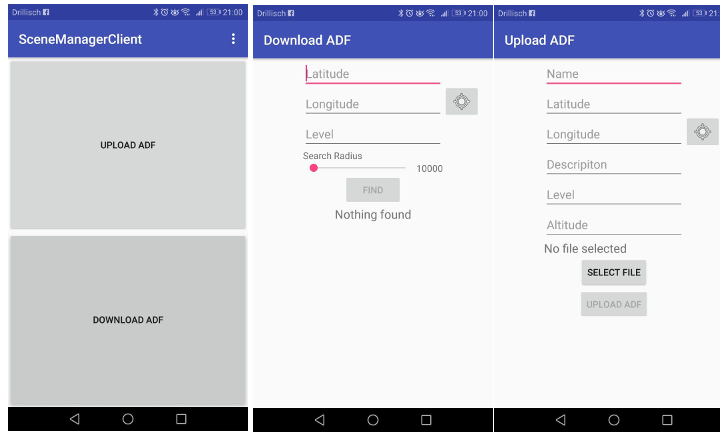 Drillisch 53 21:00
SceneManagerClient
UPLOAD ADF
DOWNLOAD ADF
Drillisch 53 21:00
Download ADF
Latitude
Longitude
Level
Search Radius
10000
FIND
Nothing found
Drillisch 53 21:
Upload ADF
Name
Latitude
Longitude
Descripiton
Level
Altitude
No file selected
SELECT FILE
UPLOAD ADF